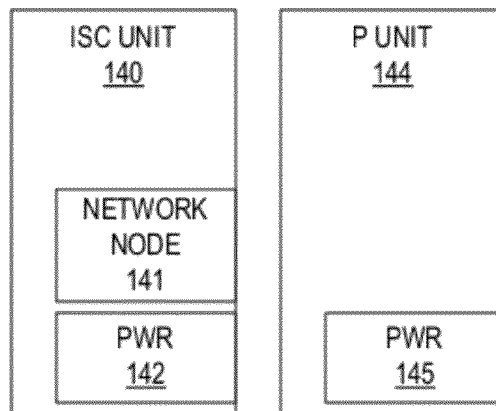 ISC UNIT
140
NETWORK
NODE
141
PWR
142
P UNIT
144
PWR
145